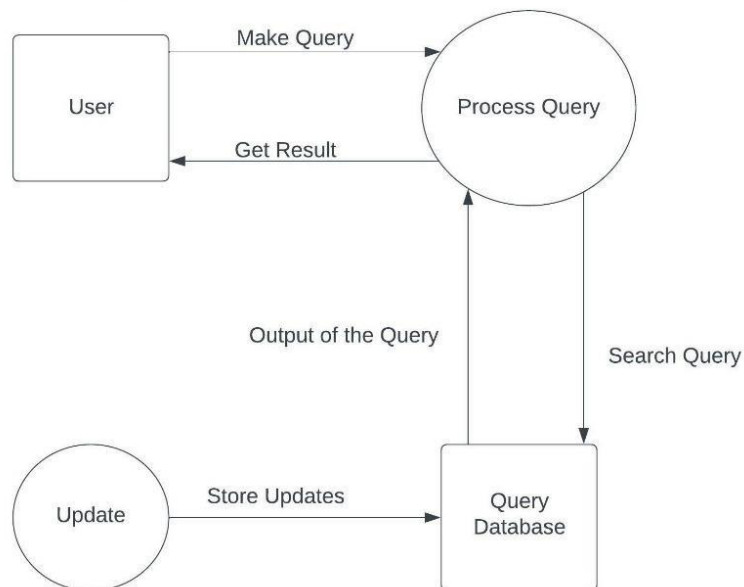 Make Query
User
Process Query
Get Result
Output of the Query
Search Query
Store Updates
Update
Query
Database